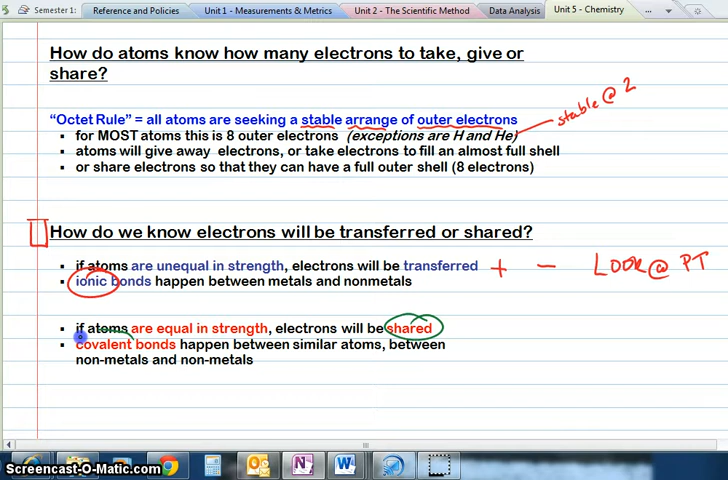 Semester 1:
Reference and Policies
Unit 1 - Measurements & Metrics
Unit 2 - The Scientific Method
Data Analysis
Unit 5 - Chemistry
...
How do atoms know how many electrons to take, give or
share?
stable @ 2
“Octet Rule” = all atoms are seeking a stable arrange of outer electrons
▪ for MOST atoms this is 8 outer electrons (exceptions are H and He)
▪ atoms will give away electrons, or take electrons to fill an almost full shell
▪ or share electrons so that they can have a full outer shell (8 electrons)
How do we know electrons will be transferred or shared?
▪ if atoms are unequal in strength, electrons will be transferred + - LOOK @ PT
▪ ionic bonds happen between metals and nonmetals
▪ if atoms are equal in strength, electrons will be shared
▪ covalent bonds happen between similar atoms, between
non-metals and non-metals
Screencast-O-Matic.com